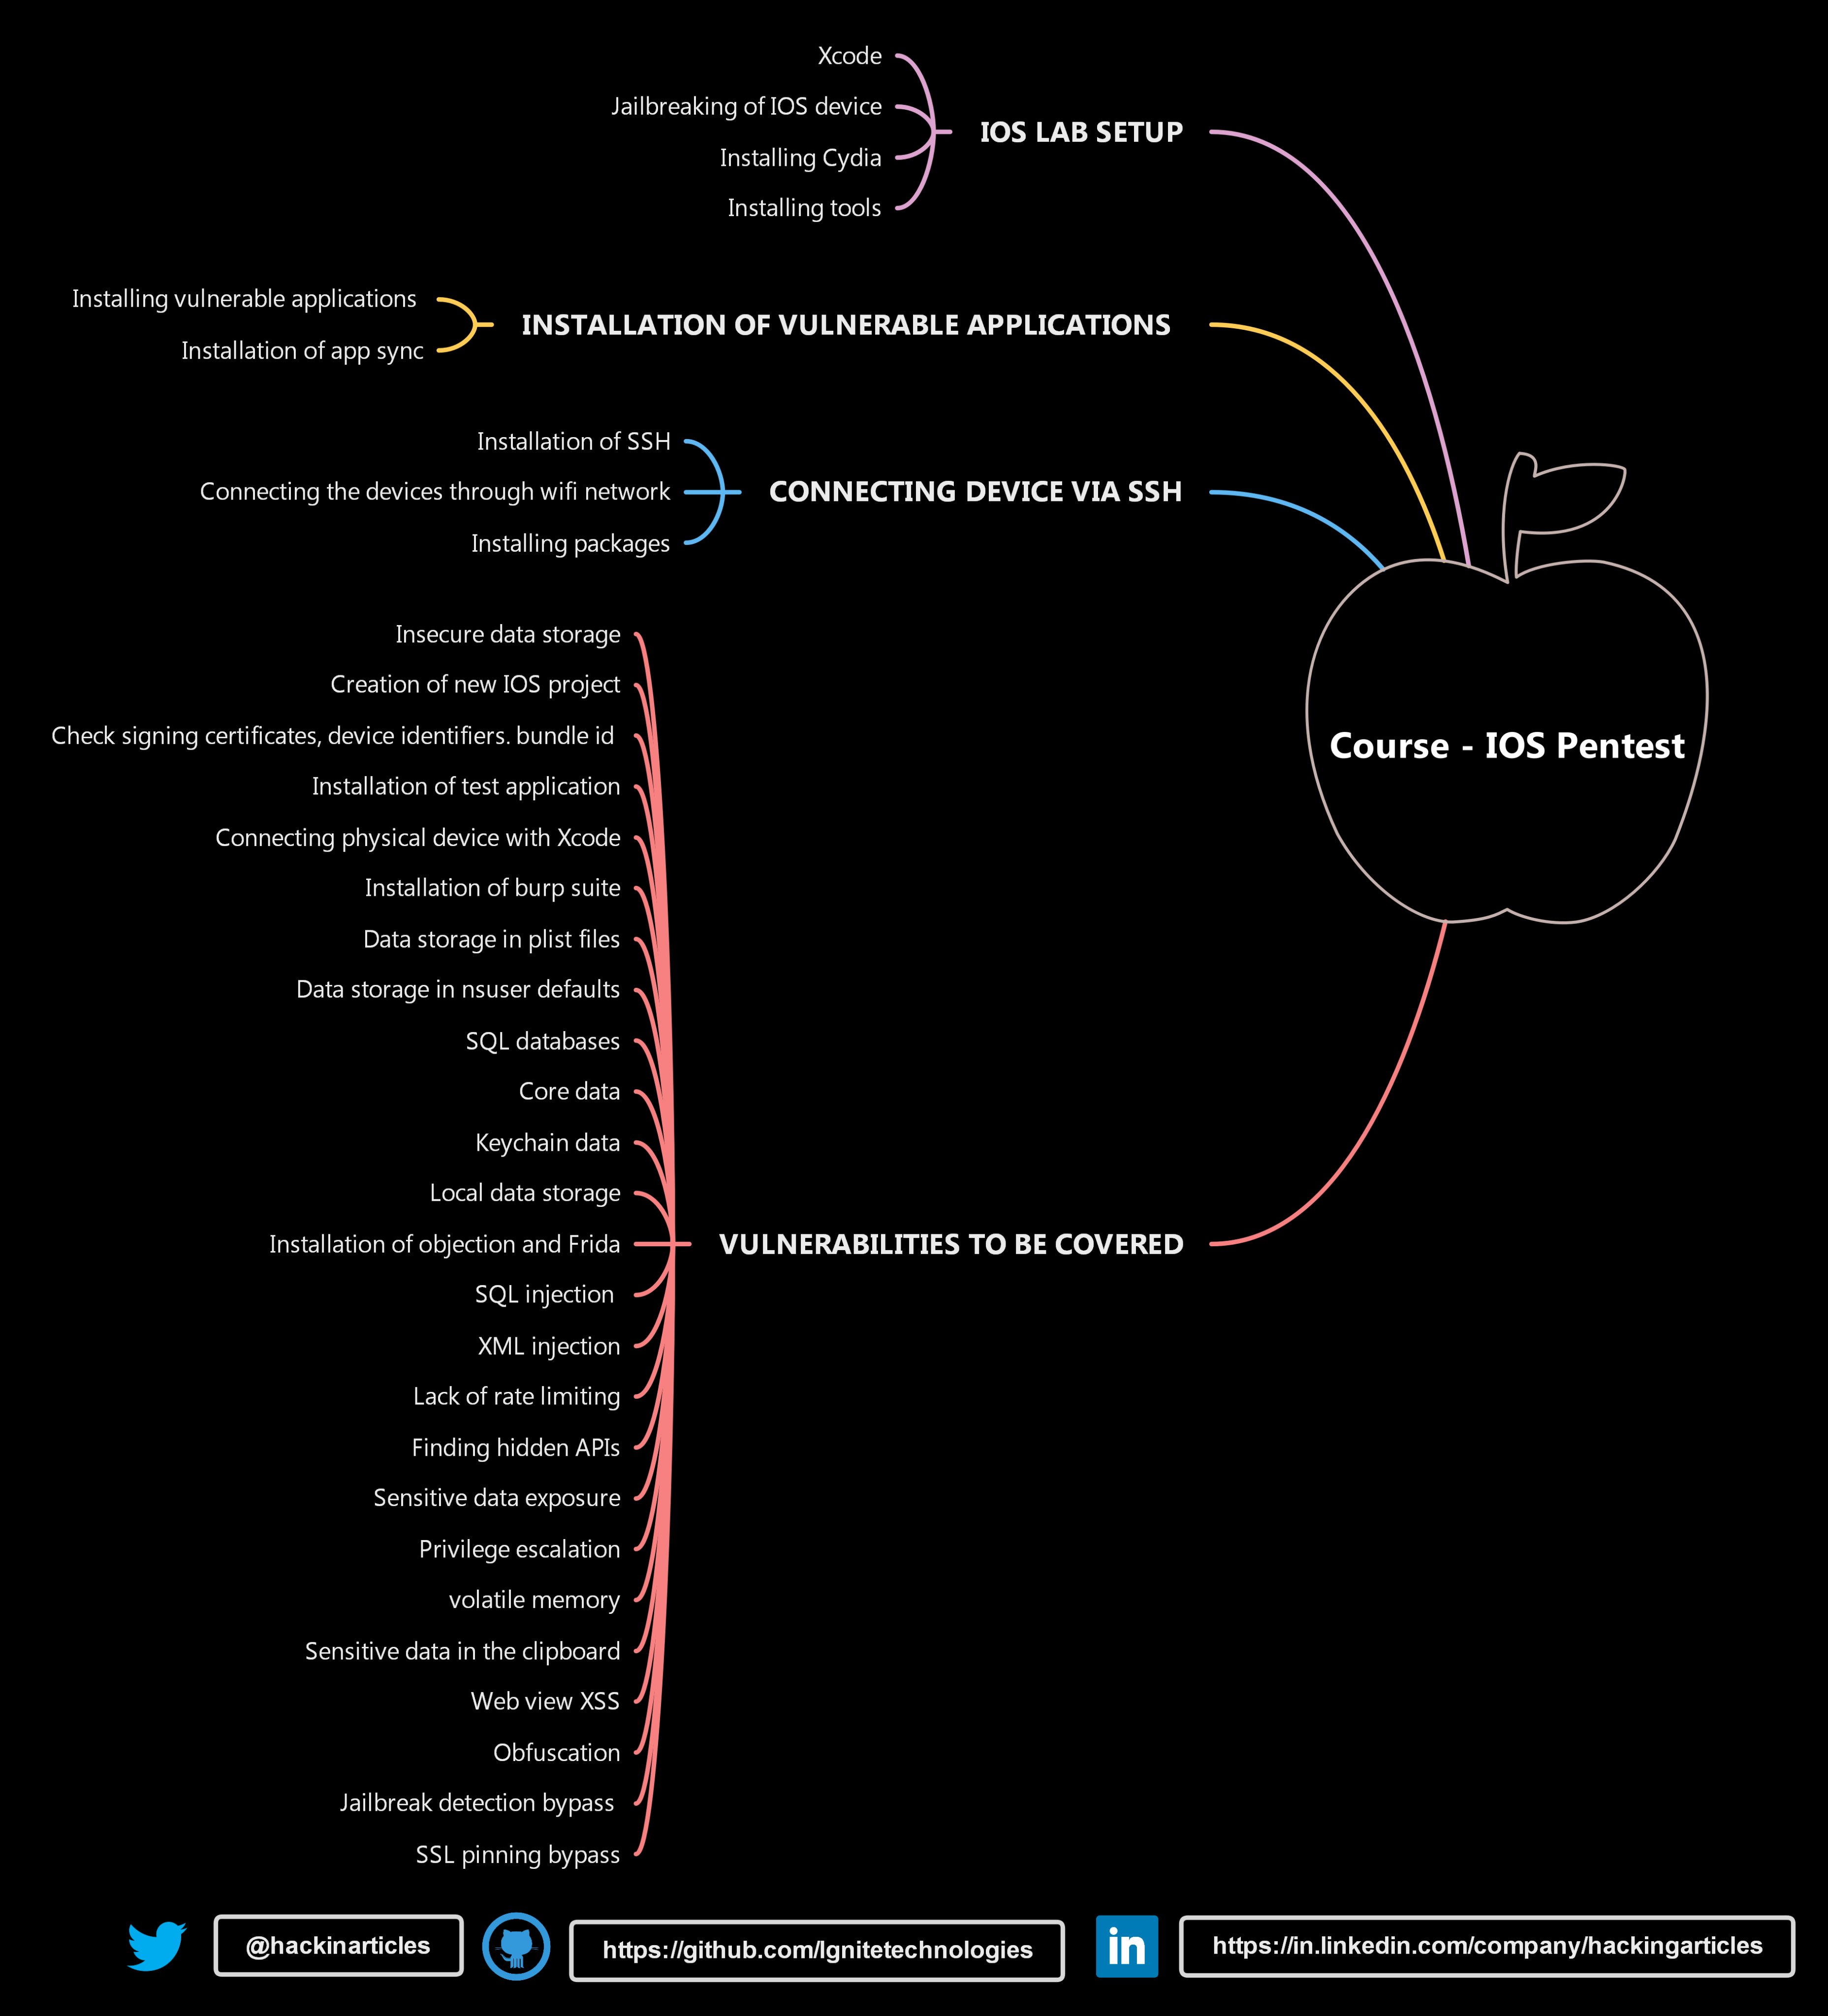 Xcode
Jailbreaking of IOS device
Installing Cydia
Installing tools
IOS LAB SETUP
Installing vulnerable applications
Installation of app sync
INSTALLATION OF VULNERABLE APPLICATIONS
Installation of SSH
Connecting the devices through wifi network
Installing packages
CONNECTING DEVICE VIA SSH
Course - IOS Pentest
Insecure data storage
Creation of new IOS project
Check signing certificates, device identifiers. bundle id
Installation of test application
Connecting physical device with Xcode
Installation of burp suite
Data storage in plist files
Data storage in nsuser defaults
SQL databases
Core data
Keychain data
Local data storage
Installation of objection and Frida
SQL injection
XML injection
Lack of rate limiting
Finding hidden APIs
Sensitive data exposure
Privilege escalation
volatile memory
Sensitive data in the clipboard
Web view XSS
Obfuscation
Jailbreak detection bypass
SSL pinning bypass
VULNERABILITIES TO BE COVERED
@hackinarticles
https://github.com/Ignitetechnologies
in
https://in.linkedin.com/company/hackingarticles